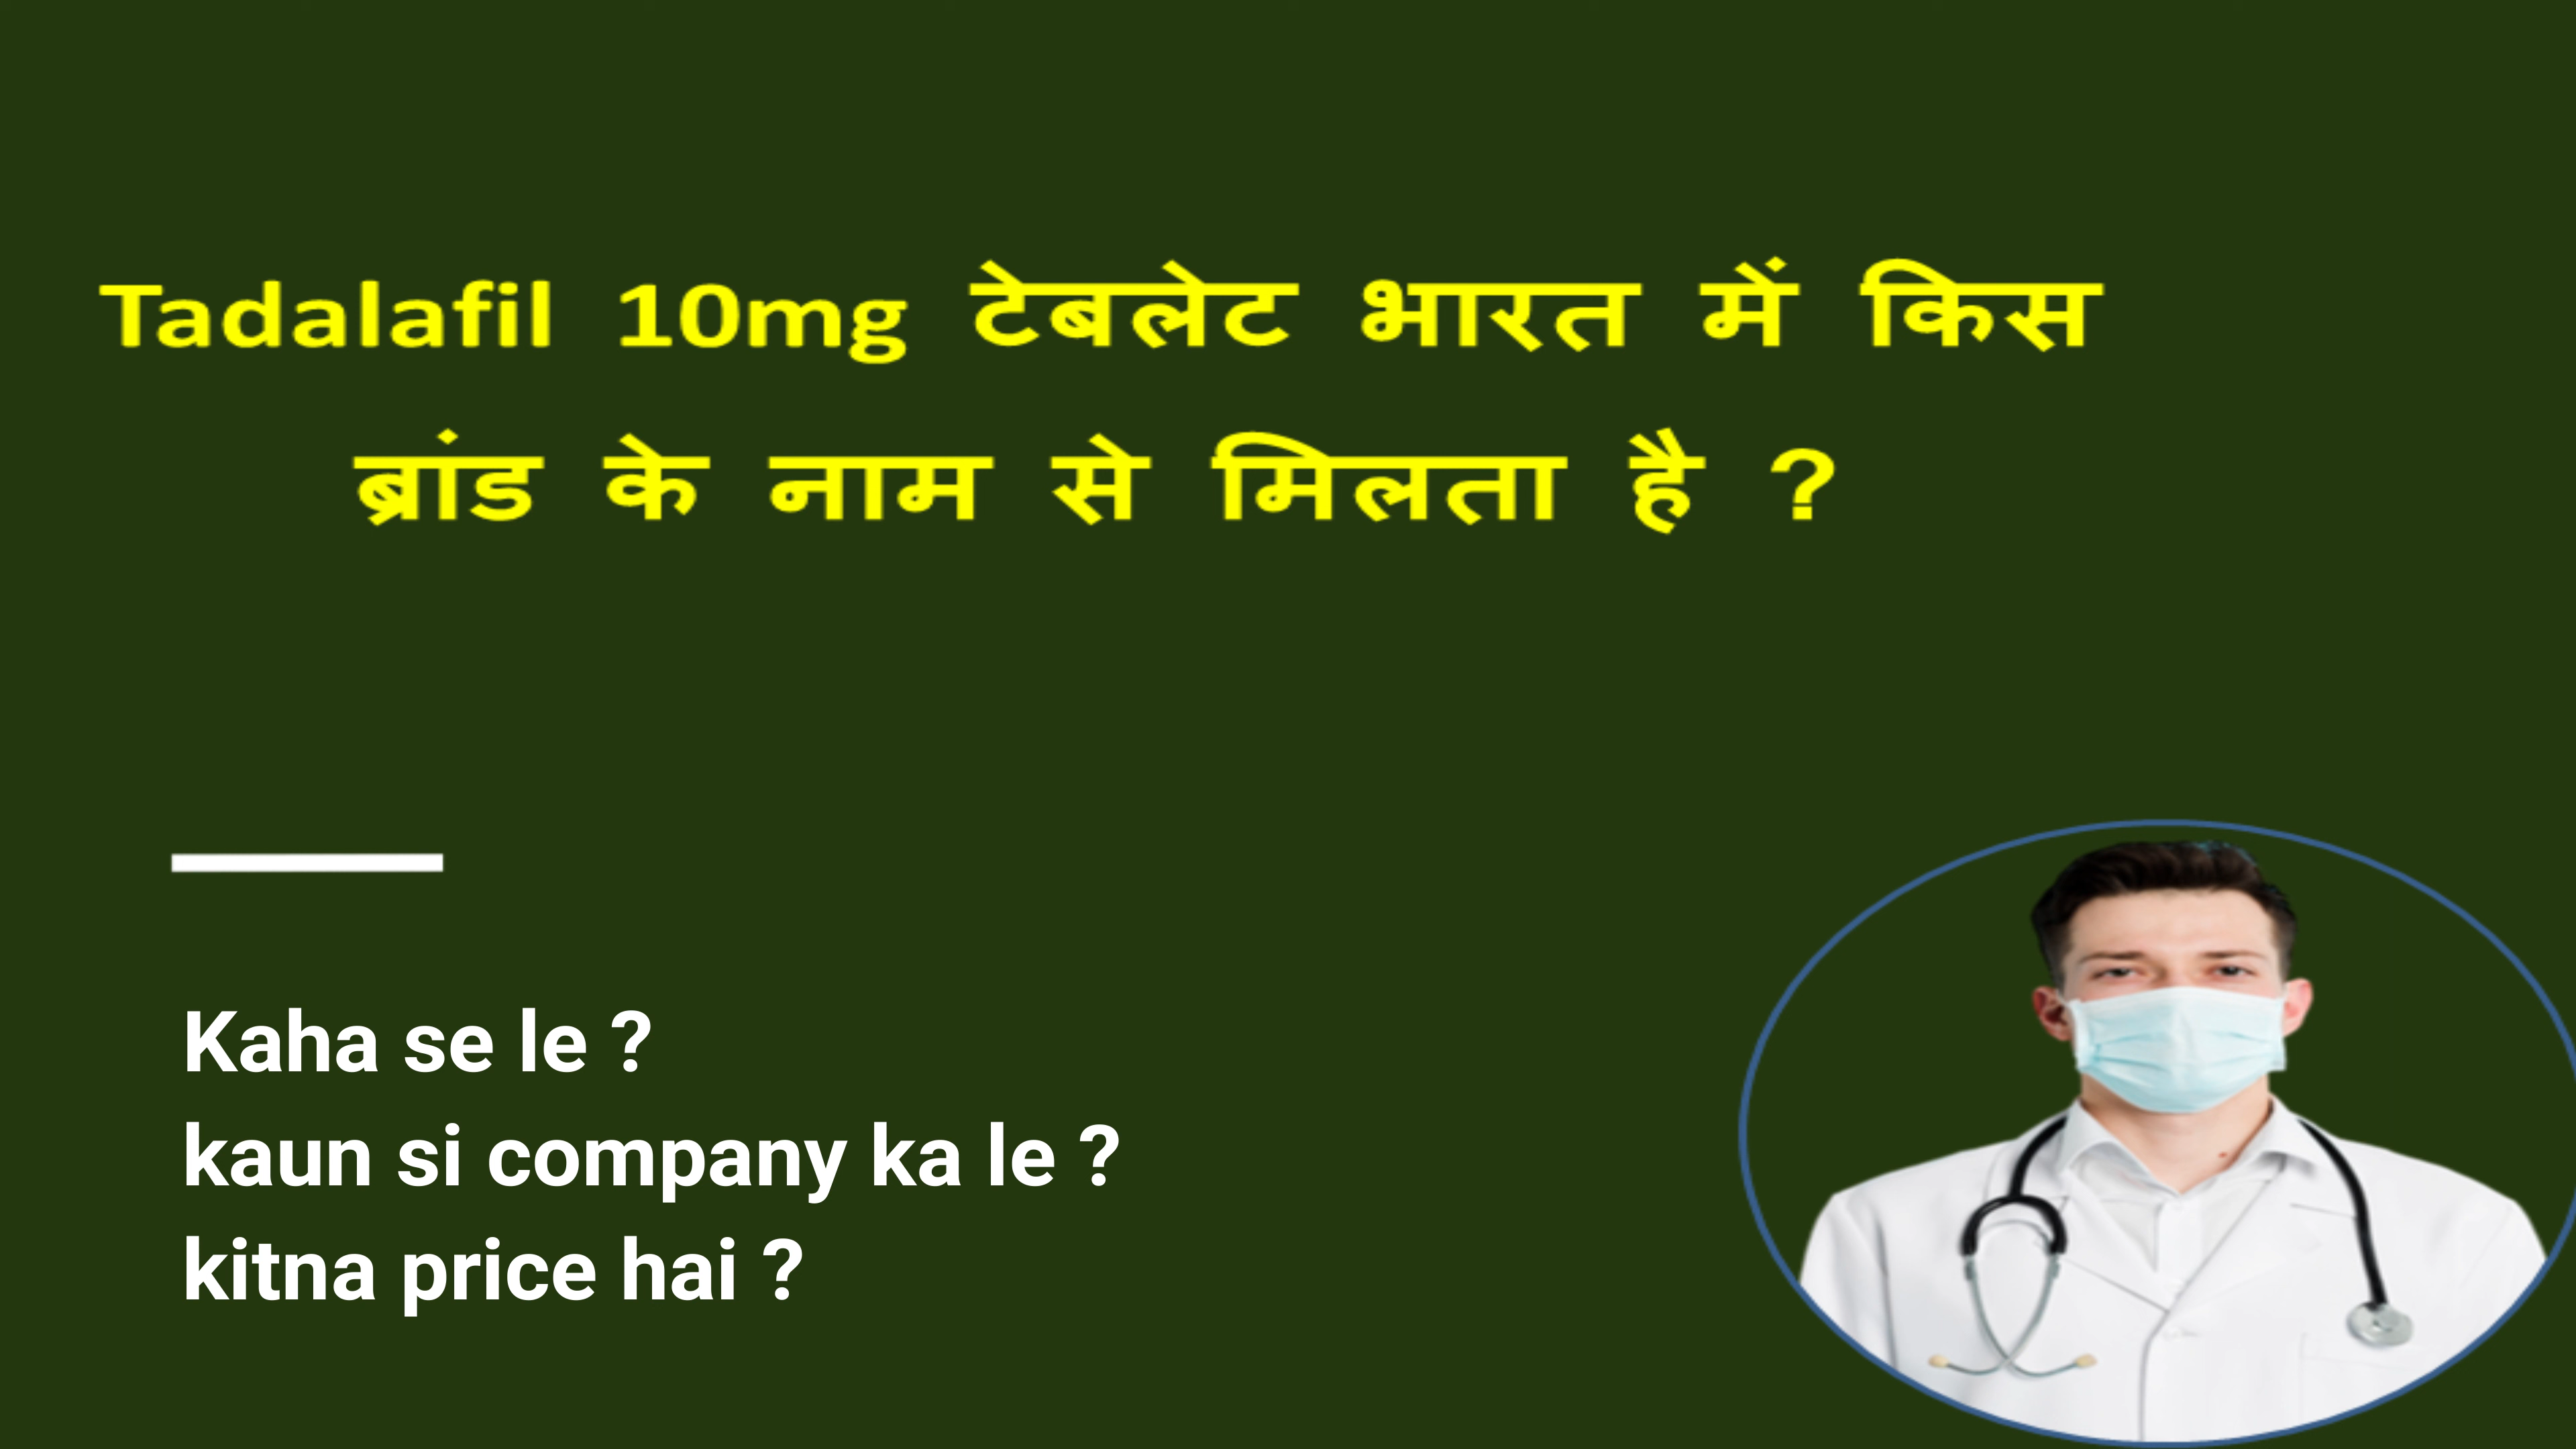 Tadalafil 10mg टेबलेट भारत में किस
ब्रांड के नाम से मिलता है ?
Kaha se le ?
kaun si company ka le ?
kitna price hai ?